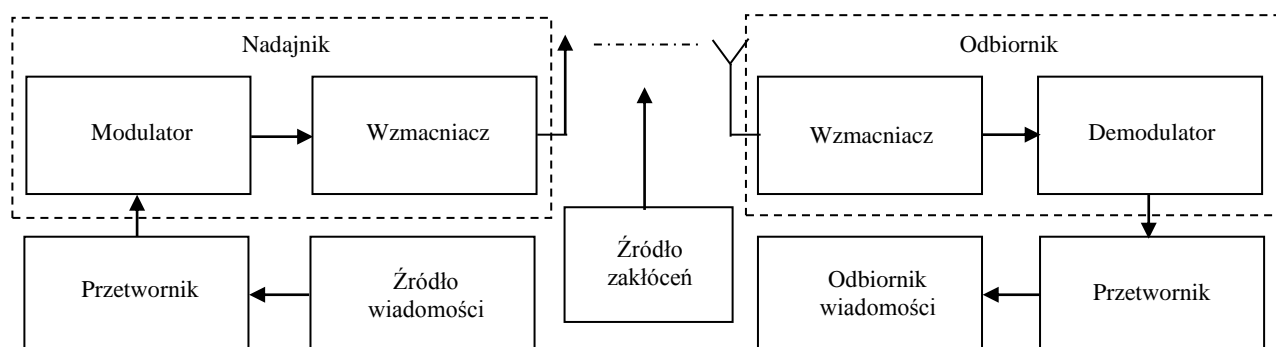 Nadajnik
Odbiornik
Modulator
Wzmacniacz
Wzmacniacz
Demodulator
Przetwornik
Źródło
wiadomości
Źródło
zakłóceń
Odbiornik
wiadomości
Przetwornik